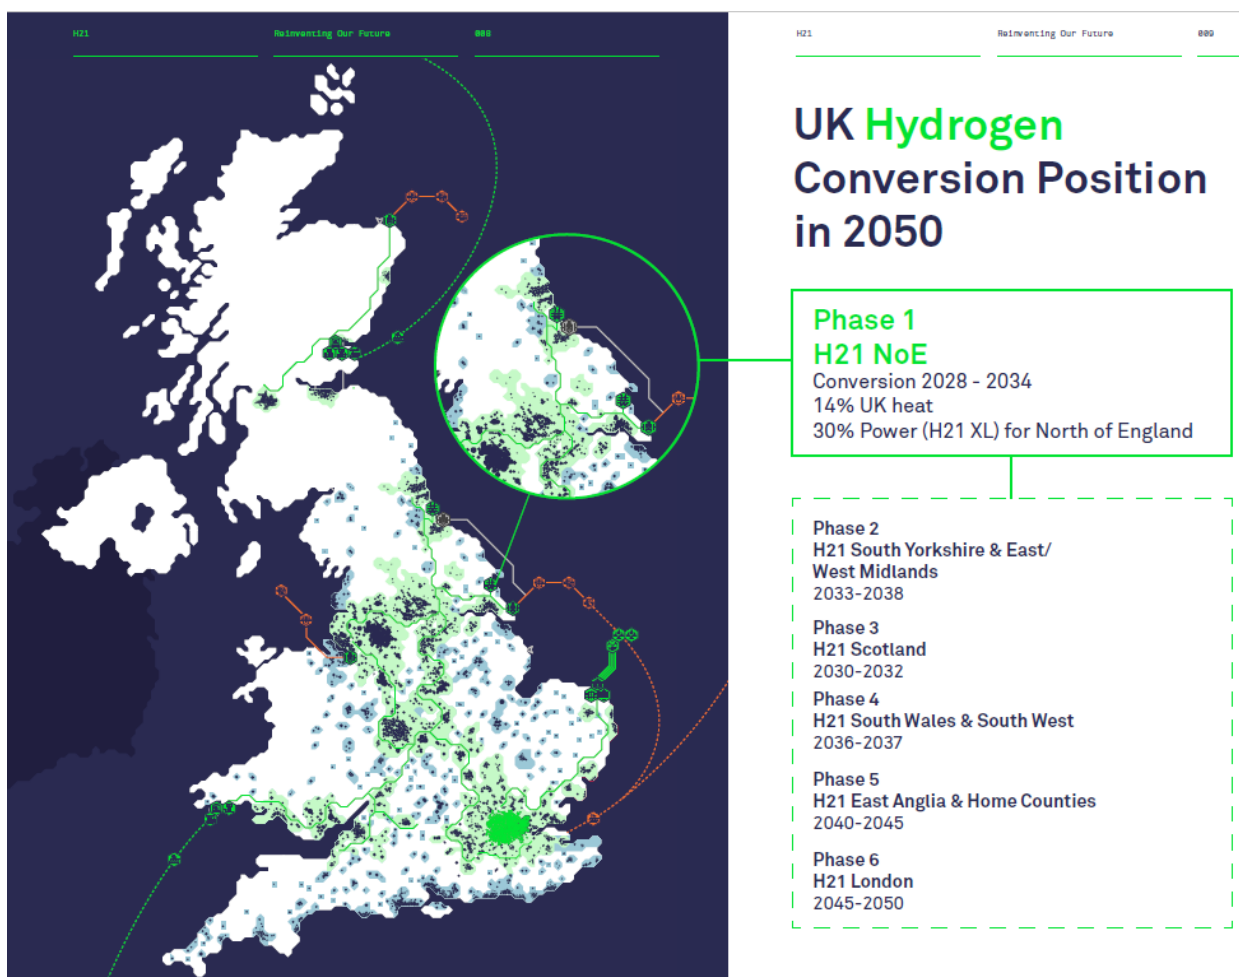 H21
Reinventing Our Future
008
H21
Reinventing Our Future
009
UK Hydrogen
Conversion Position
in 2050
Phase 1
H21 NoE
Conversion 2028 - 2034
14% UK heat
30% Power (H21 XL) for North of England
Phase 2
H21 South Yorkshire & East/
West Midlands
2033-2038
Phase 3
H21 Scotland
2030-2032
Phase 4
H21 South Wales & South West
2036-2037
Phase 5
H21 East Anglia & Home Counties
2040-2045
Phase 6
H21 London
2045-2050